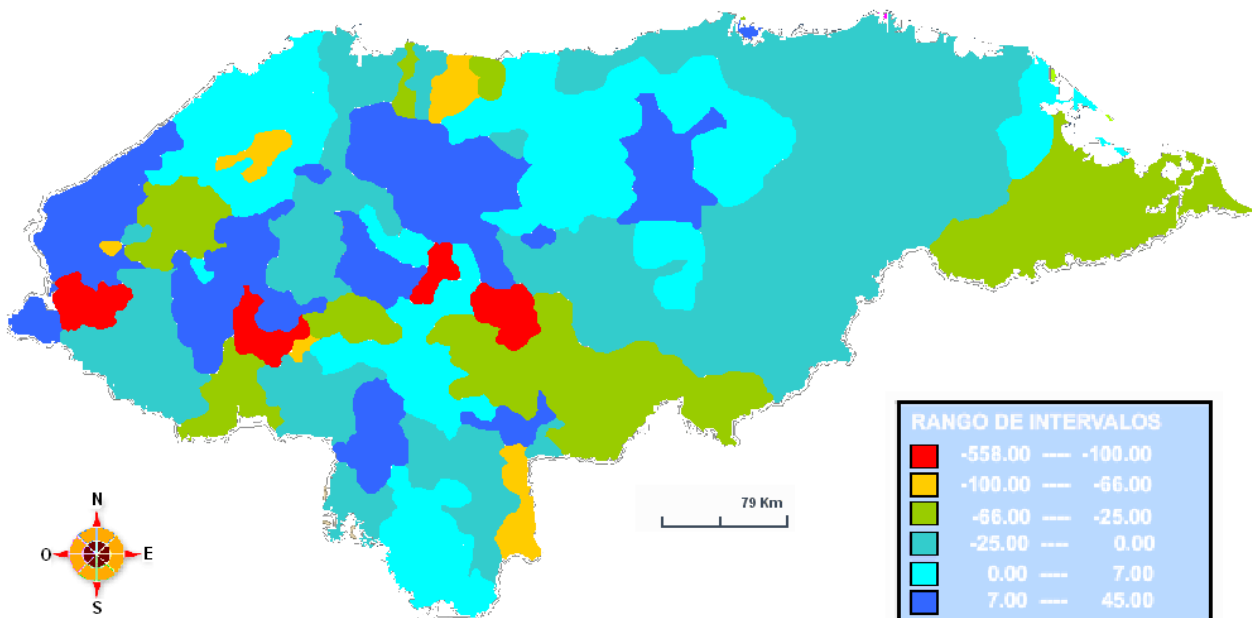 RANGO DE INTERVALOS
-558.00 ---- -100.00
-100.00 ---- -66.00
-66.00 ---- -25.00
-25.00 ---- 0.00
0.00 ---- 7.00
7.00 ---- 45.00
79 Km
N
O E
S